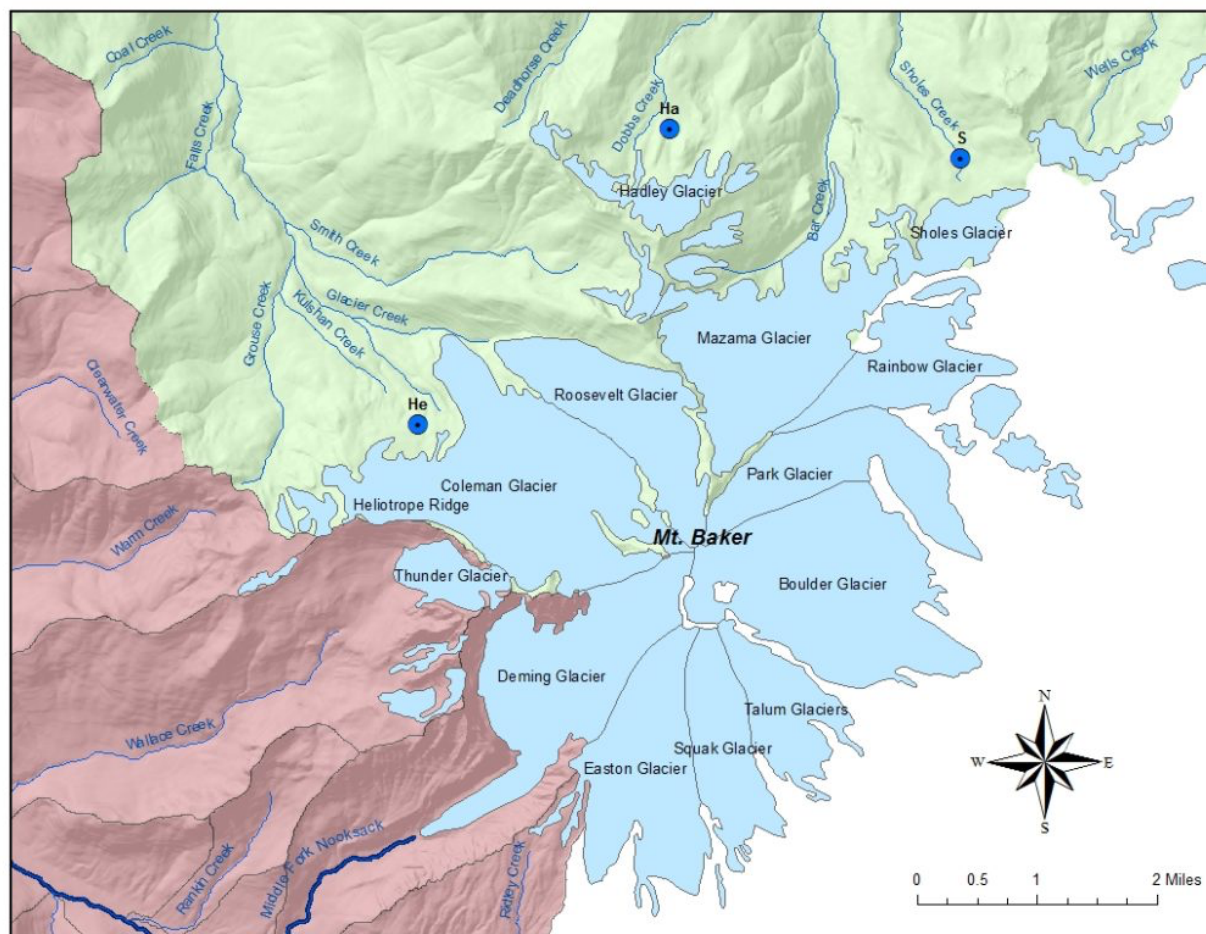 Coal Creek
Deadhorse Creek
Dobbs Creek
Ha
Sholes Creek
Wells Creek
Falls Creek
S
Hadley Glacier
Bar Creek
Sholes Glacier
Smith Creek
Glacier Creek
Kulshan Creek
Grouse Creek
Mazama Glacier
Rainbow Glacier
Clearwater Creek
Roosevelt Glacier
He
Park Glacier
Coleman Glacier
Heliotrope Ridge
Warm Creek
Mt. Baker
Thunder Glacier
Boulder Glacier
Deming Glacier
Wallace Creek
Talum Glaciers
Squak Glacier
Easton Glacier
N
W
E
S
Middle Fork Nooksack
Rankin Creek
Ridley Creek
0 0.5 1 2 Miles